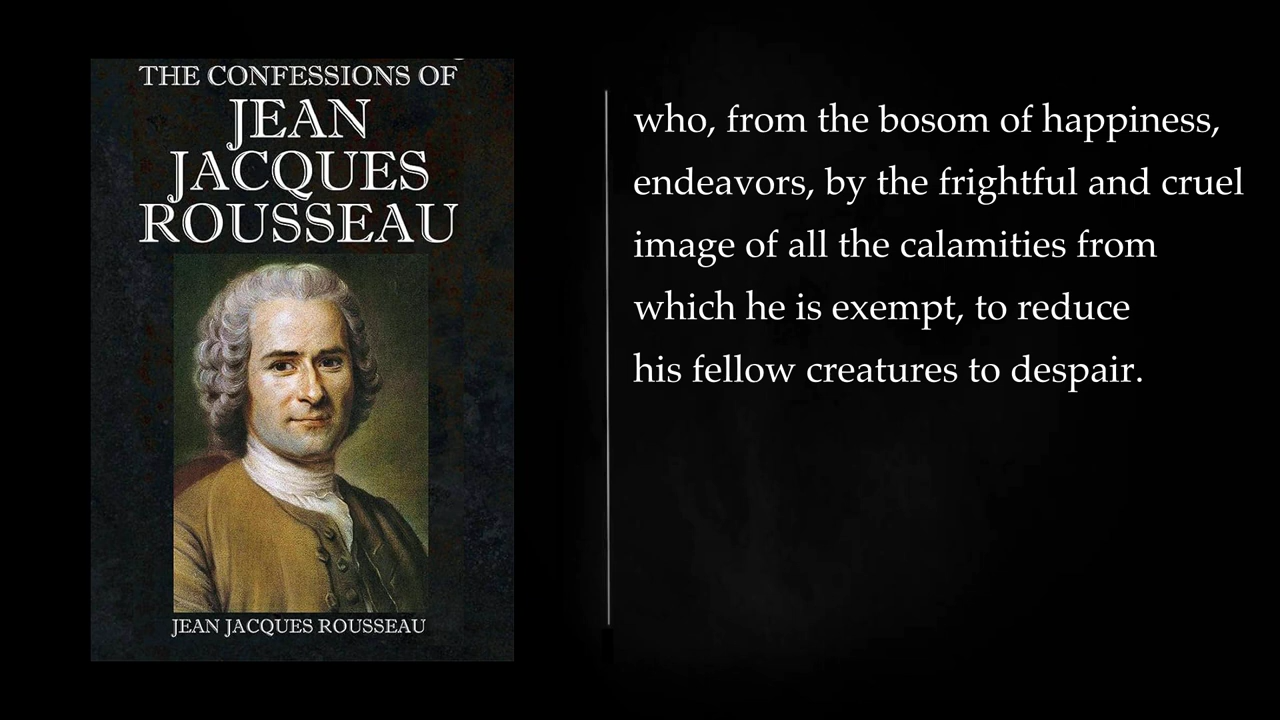 THE CONFESSIONS OF
JEAN
JACQUES
ROUSSEAU
JEAN JACQUES ROUSSEAU
who, from the bosom of happiness,
endeavors, by the frightful and cruel
image of all the calamities from
which he is exempt, to reduce
his fellow creatures to despair.